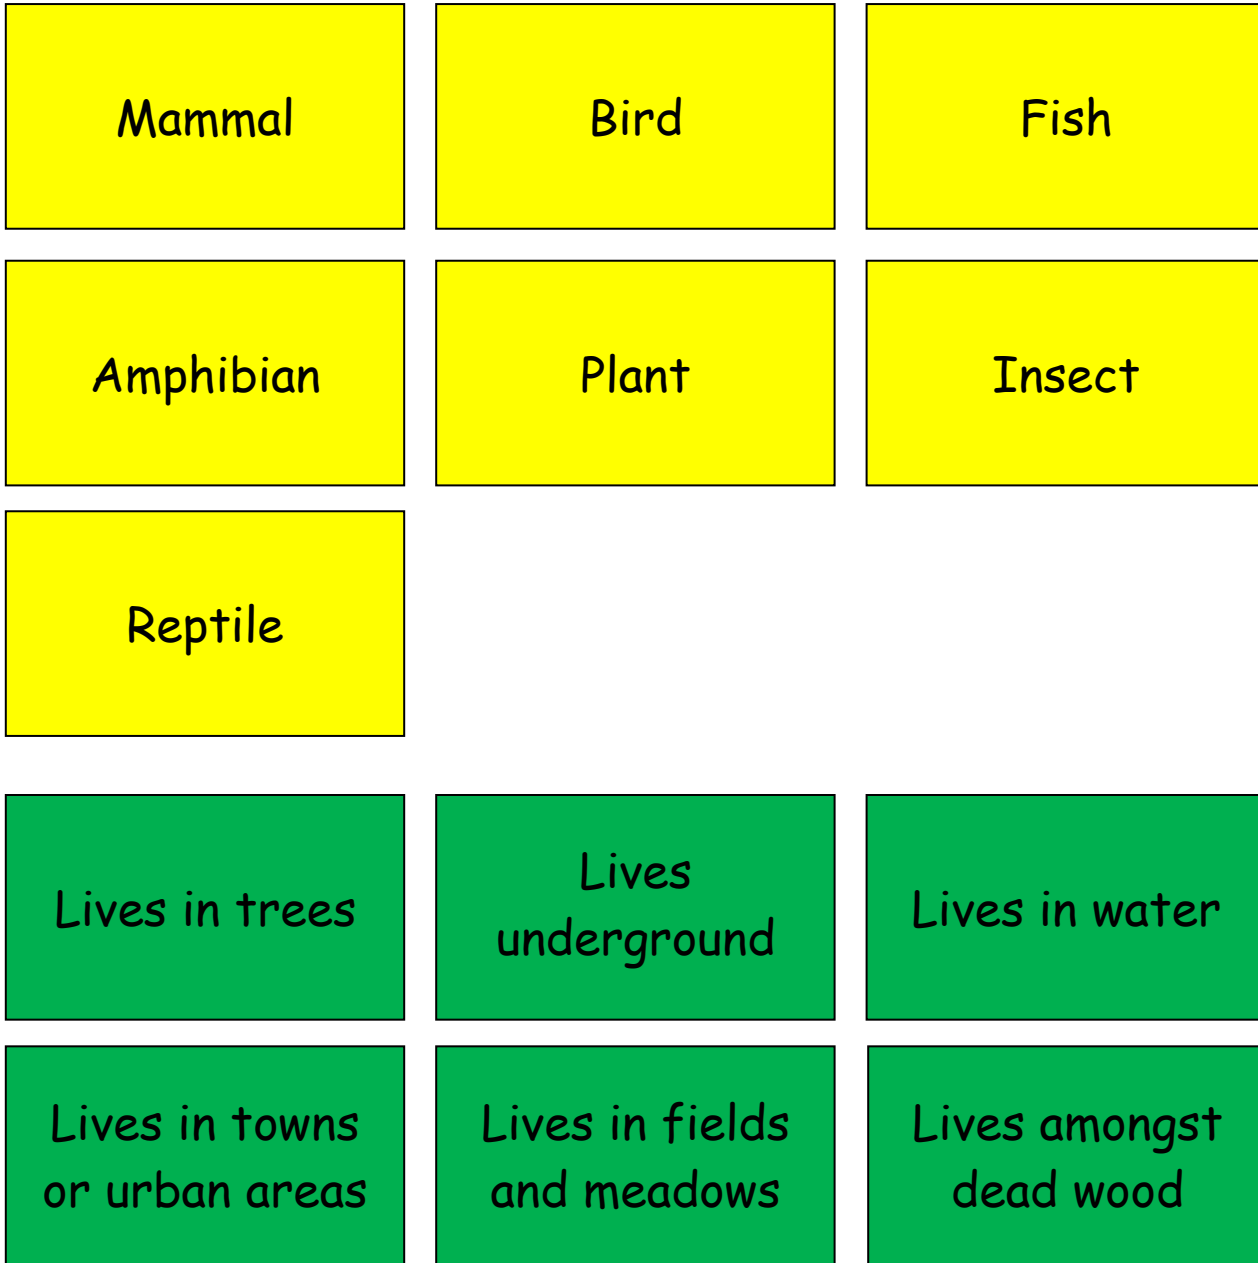 Mammal
Bird
Fish
Amphibian
Plant
Insect
Reptile
Lives in trees
Lives
underground
Lives in water
Lives in towns
or urban areas
Lives in fields
and meadows
Lives amongst
dead wood